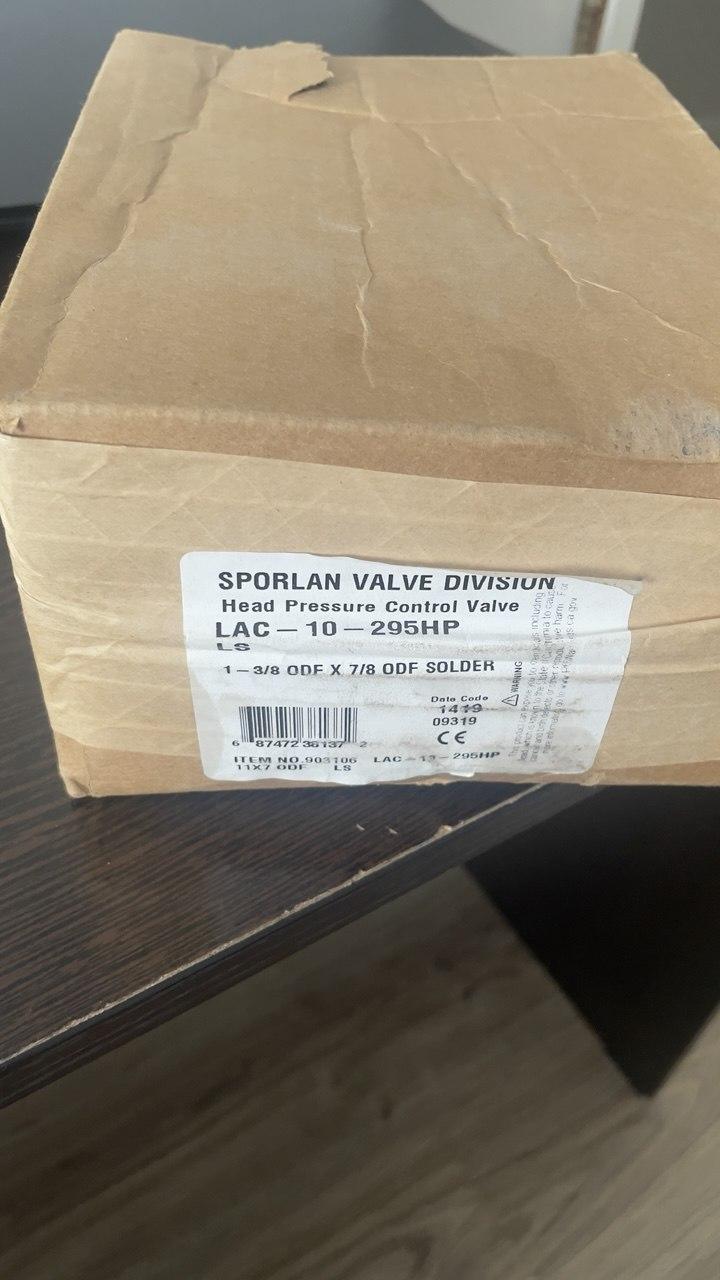 SPORLAN VALVE DIVISION
Head Pressure Control Valve
LAC-10-295HP
LS
1-3/8 ODF X 7/8 ODF SOLDER
Date Code
1419
09319
CE
6 87472 36137 2
ITEM NO.903106 LAC-10-295HP
11X7 ODF LS
WARNING